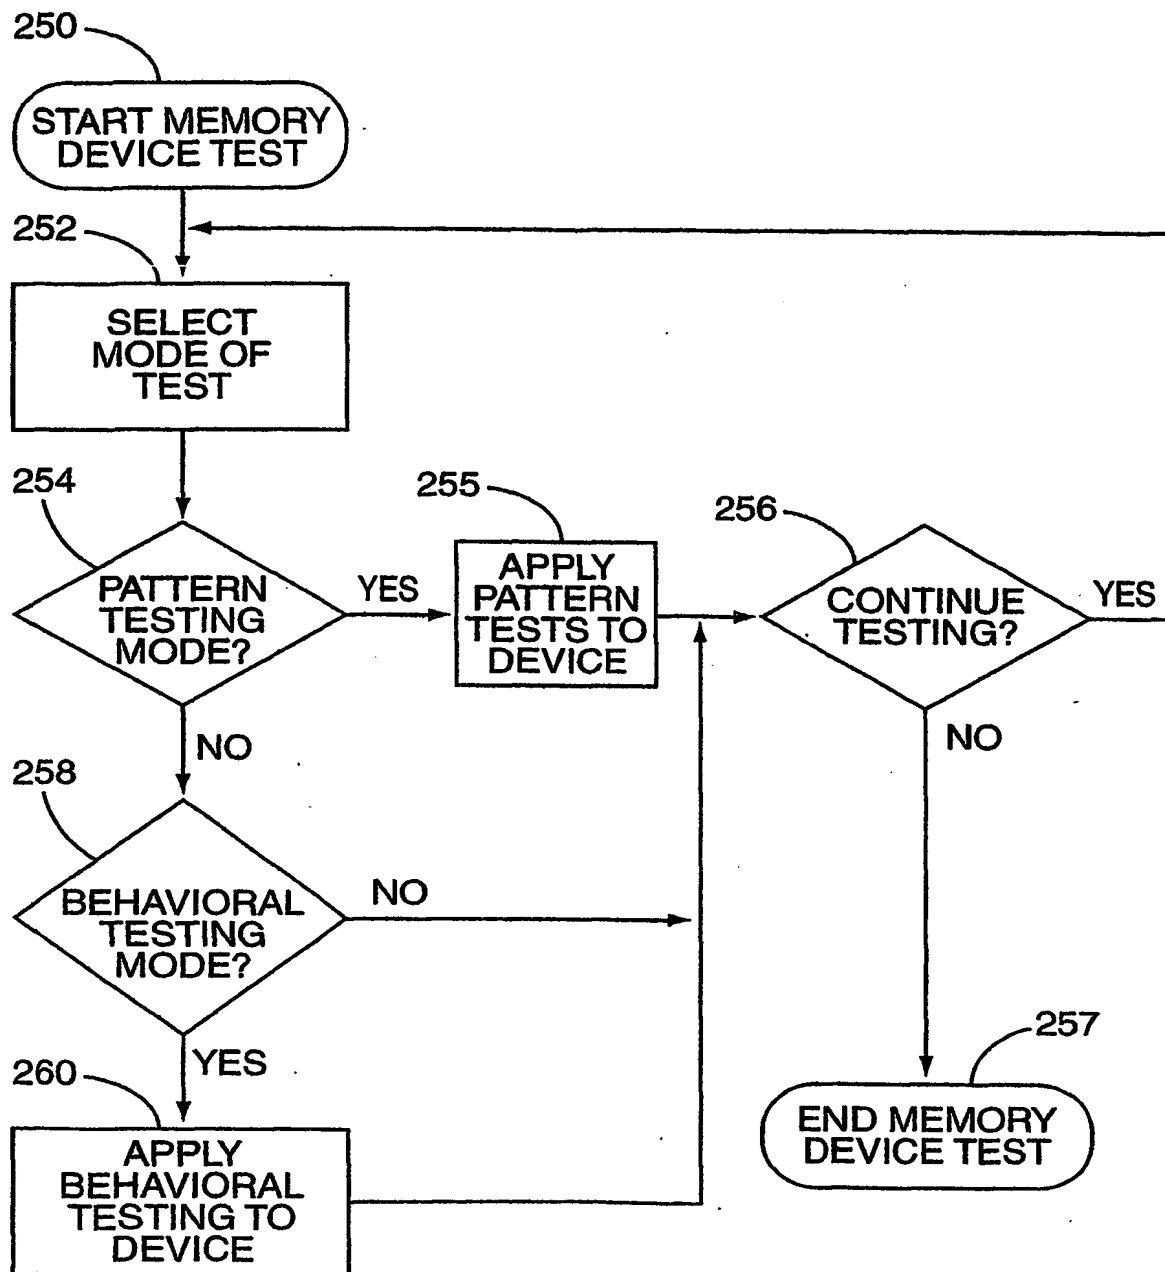 250
START MEMORY
DEVICE TEST
252
SELECT
MODE OF
TEST
254
PATTERN
TESTING
MODE?
YES
255
APPLY
PATTERN
TESTS TO
DEVICE
256
CONTINUE
TESTING?
YES
NO
NO
258
BEHAVIORAL
TESTING
MODE?
NO
YES
260
APPLY
BEHAVIORAL
TESTING TO
DEVICE
257
END MEMORY
DEVICE TEST